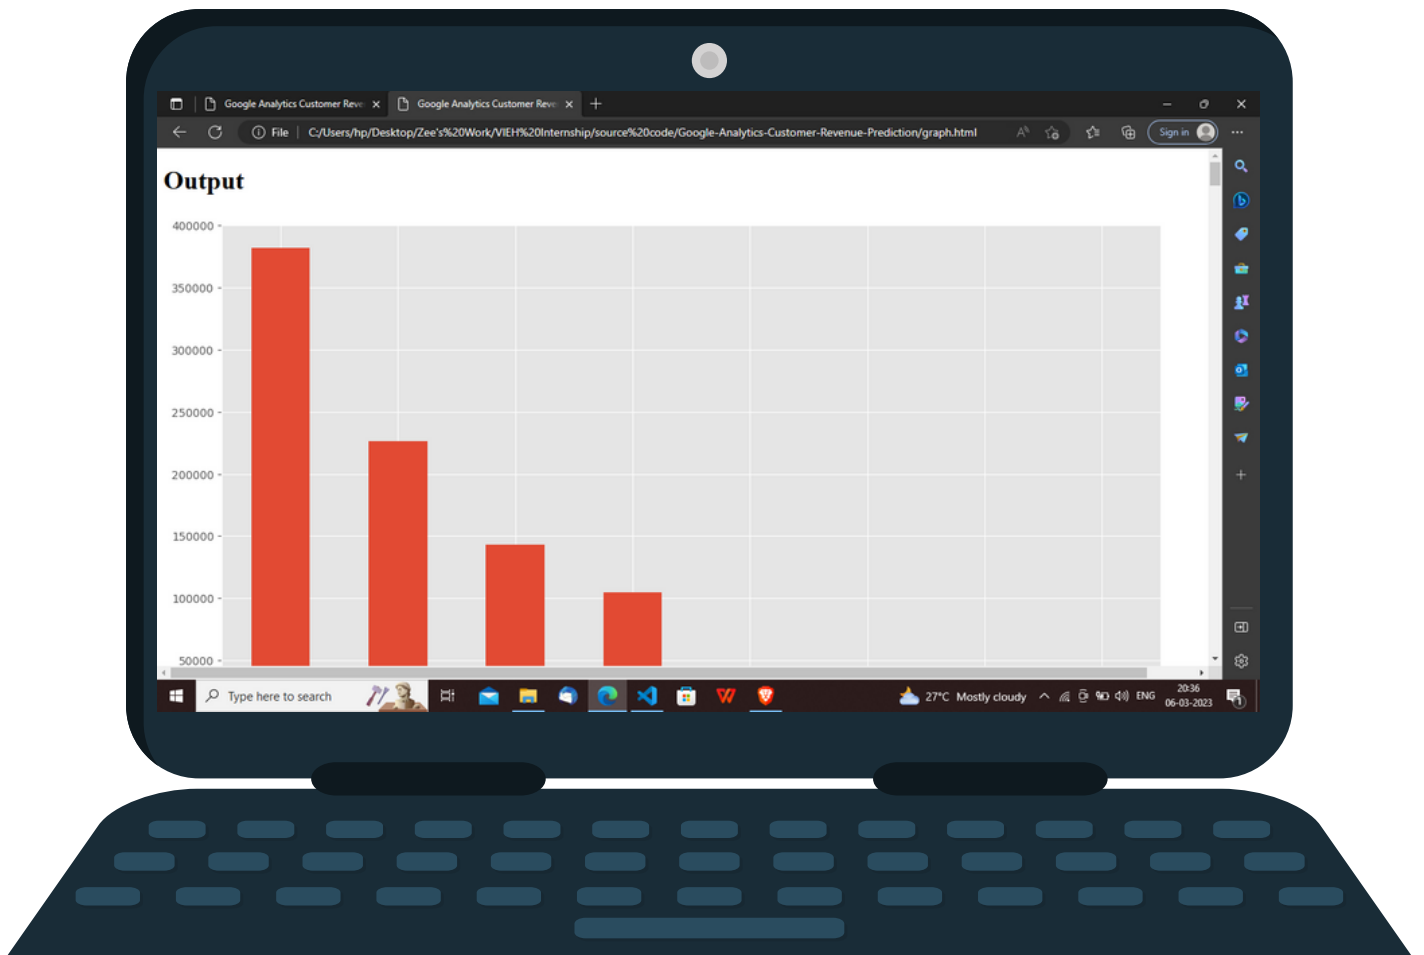 Google Analytics Customer Reve
Google Analytics Customer Reve
File
C:/Users/hp/Desktop/Zee's%20Work/VIEH%20Internship/source%20code/Google-Analytics-Customer-Revenue-Prediction/graph.html
Sign in
Output
400000
350000
300000
250000
200000
150000
100000
50000
Type here to search
27°C Mostly cloudy
ENG
20:36
06-03-2023
1